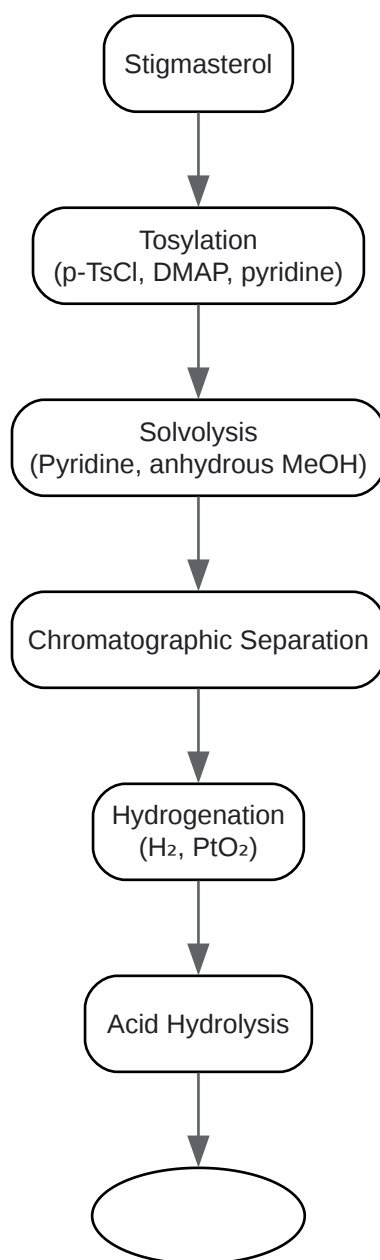 Stigmasterol
Tosylation
(p-TsCl, DMAP, pyridine)
Solvolysis
(Pyridine, anhydrous MeOH)
Chromatographic Separation
Hydrogenation
(H₂, PtO₂)
Acid Hydrolysis